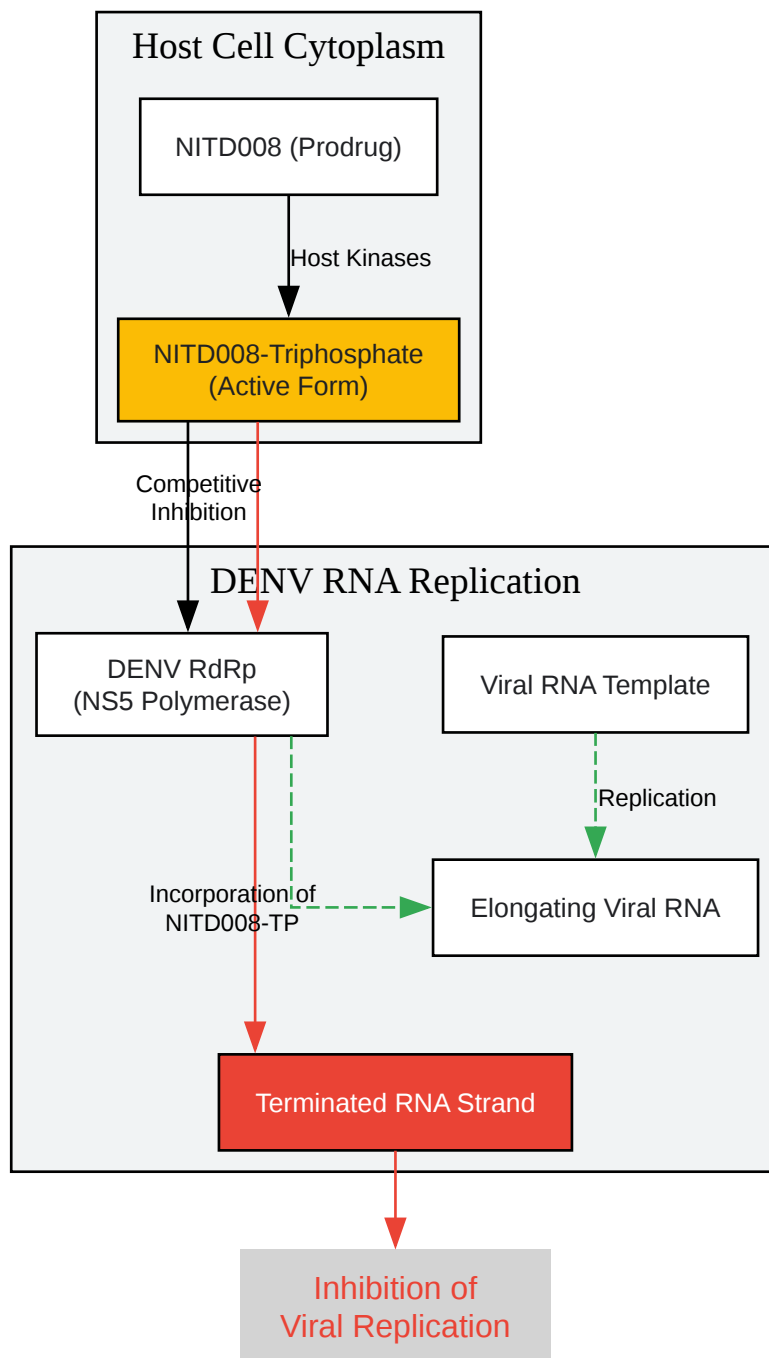 Host Cell Cytoplasm
NITD008 (Prodrug)
Host Kinases
NITD008-Triphosphate
(Active Form)
Competitive
Inhibition
DENV RNA Replication
DENV RdRp
(NS5 Polymerase)
Viral RNA Template
Replication
Incorporation of
NITD008-TP
Elongating Viral RNA
Terminated RNA Strand
Inhibition of
Viral Replication